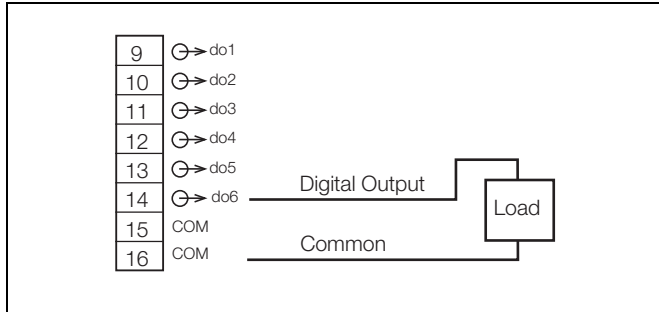 9 do1
10 do2
11 do3
12 do4
13 do5
14 do6 Digital Output
Load
15 COM
16 COM Common